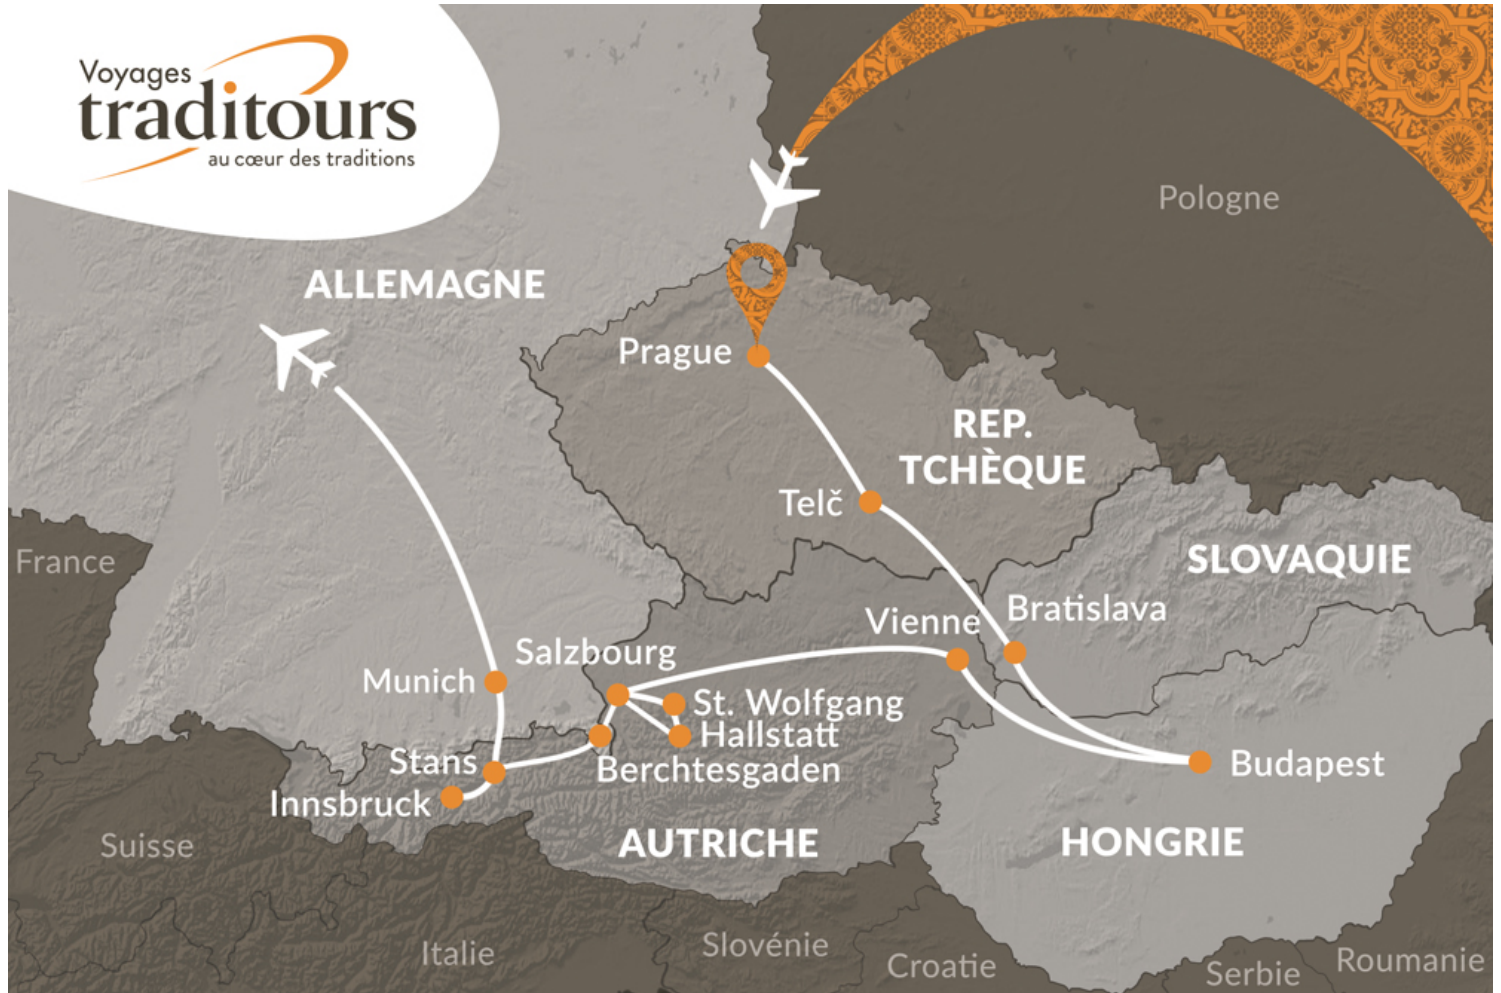 Voyages
traditours
au cœur des traditions
Pologne
ALLEMAGNE
Prague
REP.
TCHÈQUE
Telč
France
SLOVAQUIE
Bratislava
Vienne
Salzbourg
Munich
St. Wolfgang
Hallstatt
Stans
Berchtesgaden
Budapest
Innsbruck
Suisse
AUTRICHE
HONGRIE
Italie
Slovénie
Croatie
Serbie
Roumanie